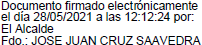 Documento firmado electrónicamente
el día 28/05/2021 a las 12:12:24 por:
El Alcalde
Fdo.: JOSE JUAN CRUZ SAAVEDRA